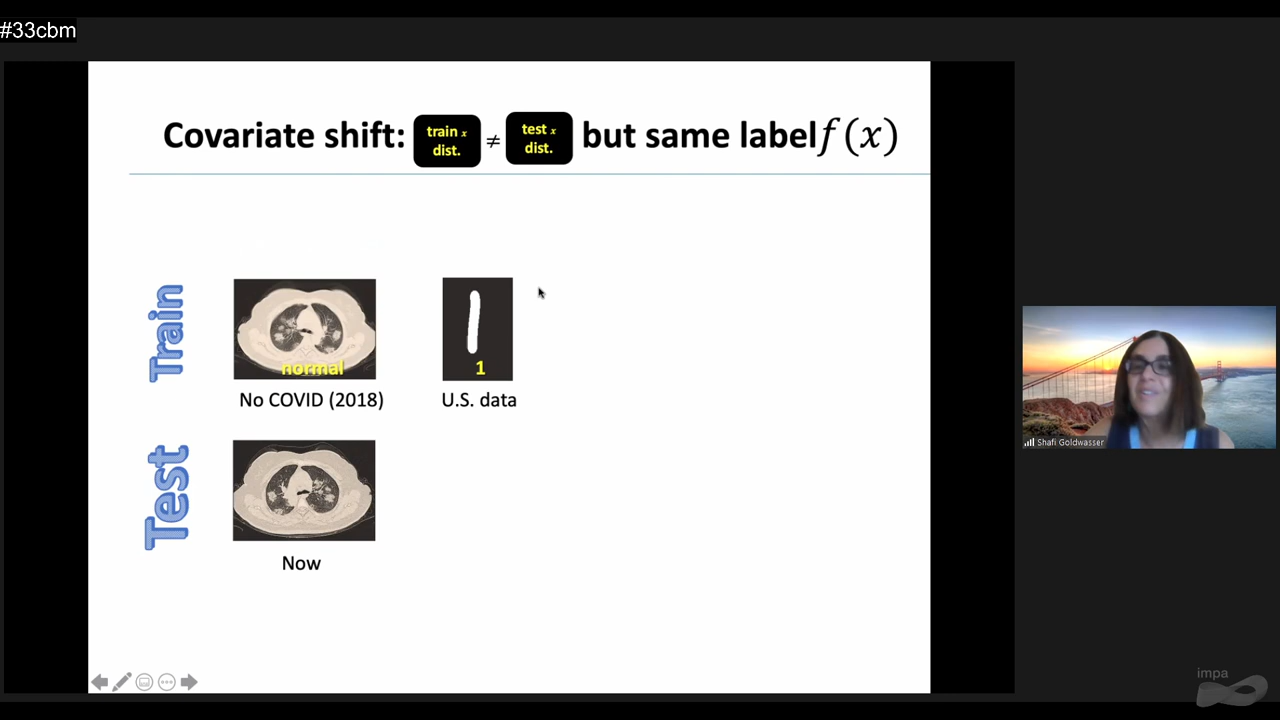 #33cbm
Covariate shift: train x dist. ≠ test x dist. but same label f(x)
Train
normal
1
No COVID (2018)
U.S. data
Test
Now
Shafi Goldwasser
impa